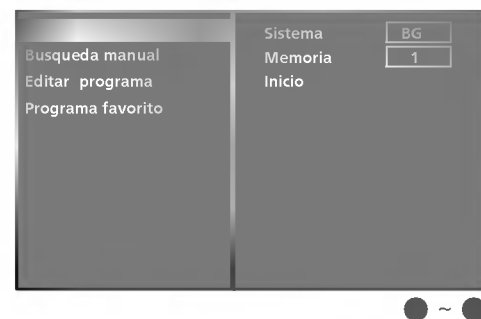 Sistema BG
Busqueda manual
Memoria 1
Editar programa
Inicio
Programa favorito
~